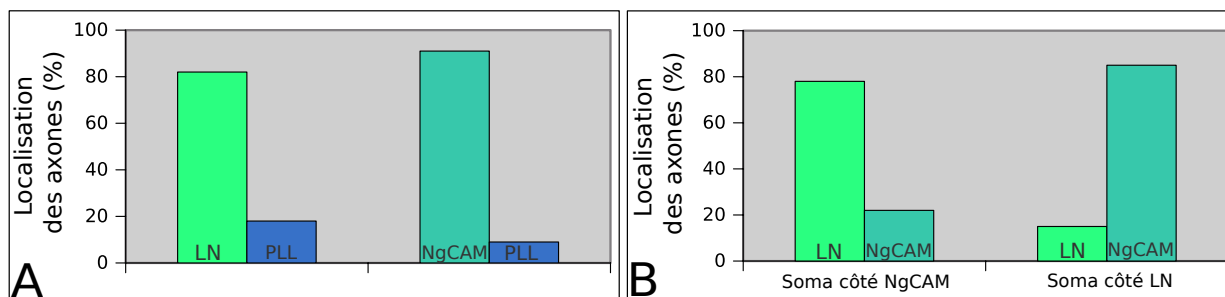 Localisation
des axones (%)
100
80
60
40
20
0
LN
PLL
NgCAM
PLL
A
Localisation
des axones (%)
100
80
60
40
20
0
LN
NgCAM
LN
NgCAM
Soma côté NgCAM
Soma côté LN
B